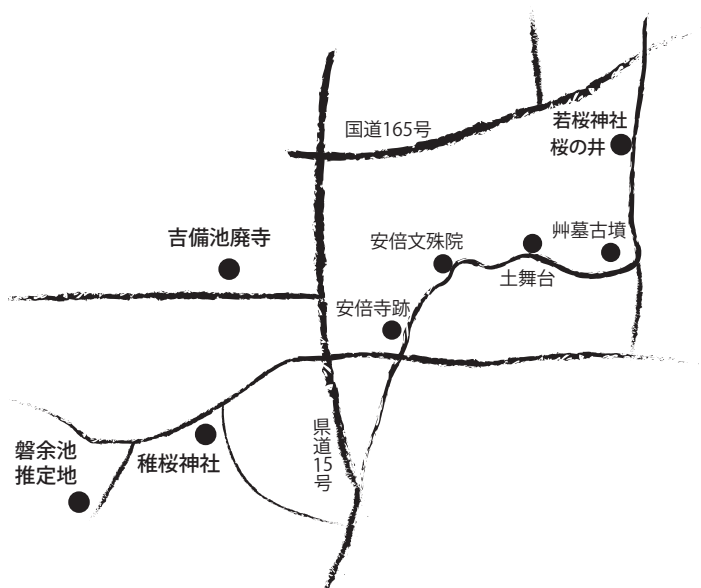 国道165号
若桜神社
桜の井
吉備池廃寺
安倍文殊院
艸墓古墳
土舞台
安倍寺跡
県道15号
磐余池
推定地
稚桜神社